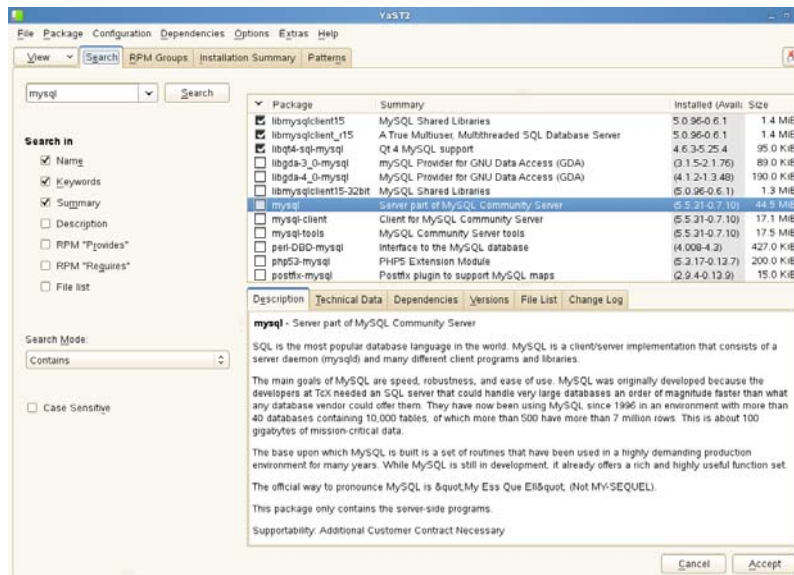 YaST2
File Package Configuration Dependencies Options Extras Help
View Search RPM Groups Installation Summary Patterns
mysql Search
Search in
Name
Keywords
Summary
Description
RPM "Provides"
RPM "Requires"
File list
Search Mode:
Contains
Case Sensitive
Package Summary Installed (Avail Size
libmysqlclient15 MySQL Shared Libraries 5.0.96-0.6.1 1.4 MiB
libmysqlclient_r15 A True Multiuser, Multithreaded SQL Database Server 5.0.96-0.6.1 1.4 MiB
libqt4-sql-mysql Qt 4 MySQL support 4.6.3-5.25.4 95.0 KiB
libgda-3_0-mysql mySQL Provider for GNU Data Access (GDA) (3.1.5-2.1.76) 89.0 KiB
libgda-4_0-mysql mySQL Provider for GNU Data Access (GDA) (4.1.2-1.3.48) 190.0 KiB
libmysqlclient15-32bit MySQL Shared Libraries (5.0.96-0.6.1) 1.3 MiB
mysql Server part of MySQL Community Server (5.5.31-0.7.10) 44.5 MiB
mysql-client Client for MySQL Community Server (5.5.31-0.7.10) 17.1 MiB
mysql-tools MySQL Community Server tools (5.5.31-0.7.10) 17.5 MiB
perl-DBD-mysql Interface to the MySQL database (4.008-4.3) 427.0 KiB
php53-mysql PHP5 Extension Module (5.3.17-0.13.7) 200.0 KiB
postfix-mysql Postfix plugin to support MySQL maps (2.9.4-0.13.9) 15.0 KiB
Description Technical Data Dependencies Versions File List Change Log
mysql - Server part of MySQL Community Server
SQL is the most popular database language in the world. MySQL is a client/server implementation that consists of a
server daemon (mysqld) and many different client programs and libraries.
The main goals of MySQL are speed, robustness, and ease of use. MySQL was originally developed because the
developers at TcX needed an SQL server that could handle very large databases an order of magnitude faster than what
any database vendor could offer them. They have now been using MySQL since 1996 in an environment with more than
40 databases containing 10,000 tables, of which more than 500 have more than 7 million rows. This is about 100
gigabytes of mission-critical data.
The base upon which MySQL is built is a set of routines that have been used in a highly demanding production
environment for many years. While MySQL is still in development, it already offers a rich and highly useful function set.
The official way to pronounce MySQL is &quot;My Ess Que Ell&quot; (Not MY-SEQUEL).
This package only contains the server-side programs.
Supportability: Additional Customer Contract Necessary
Cancel Accept